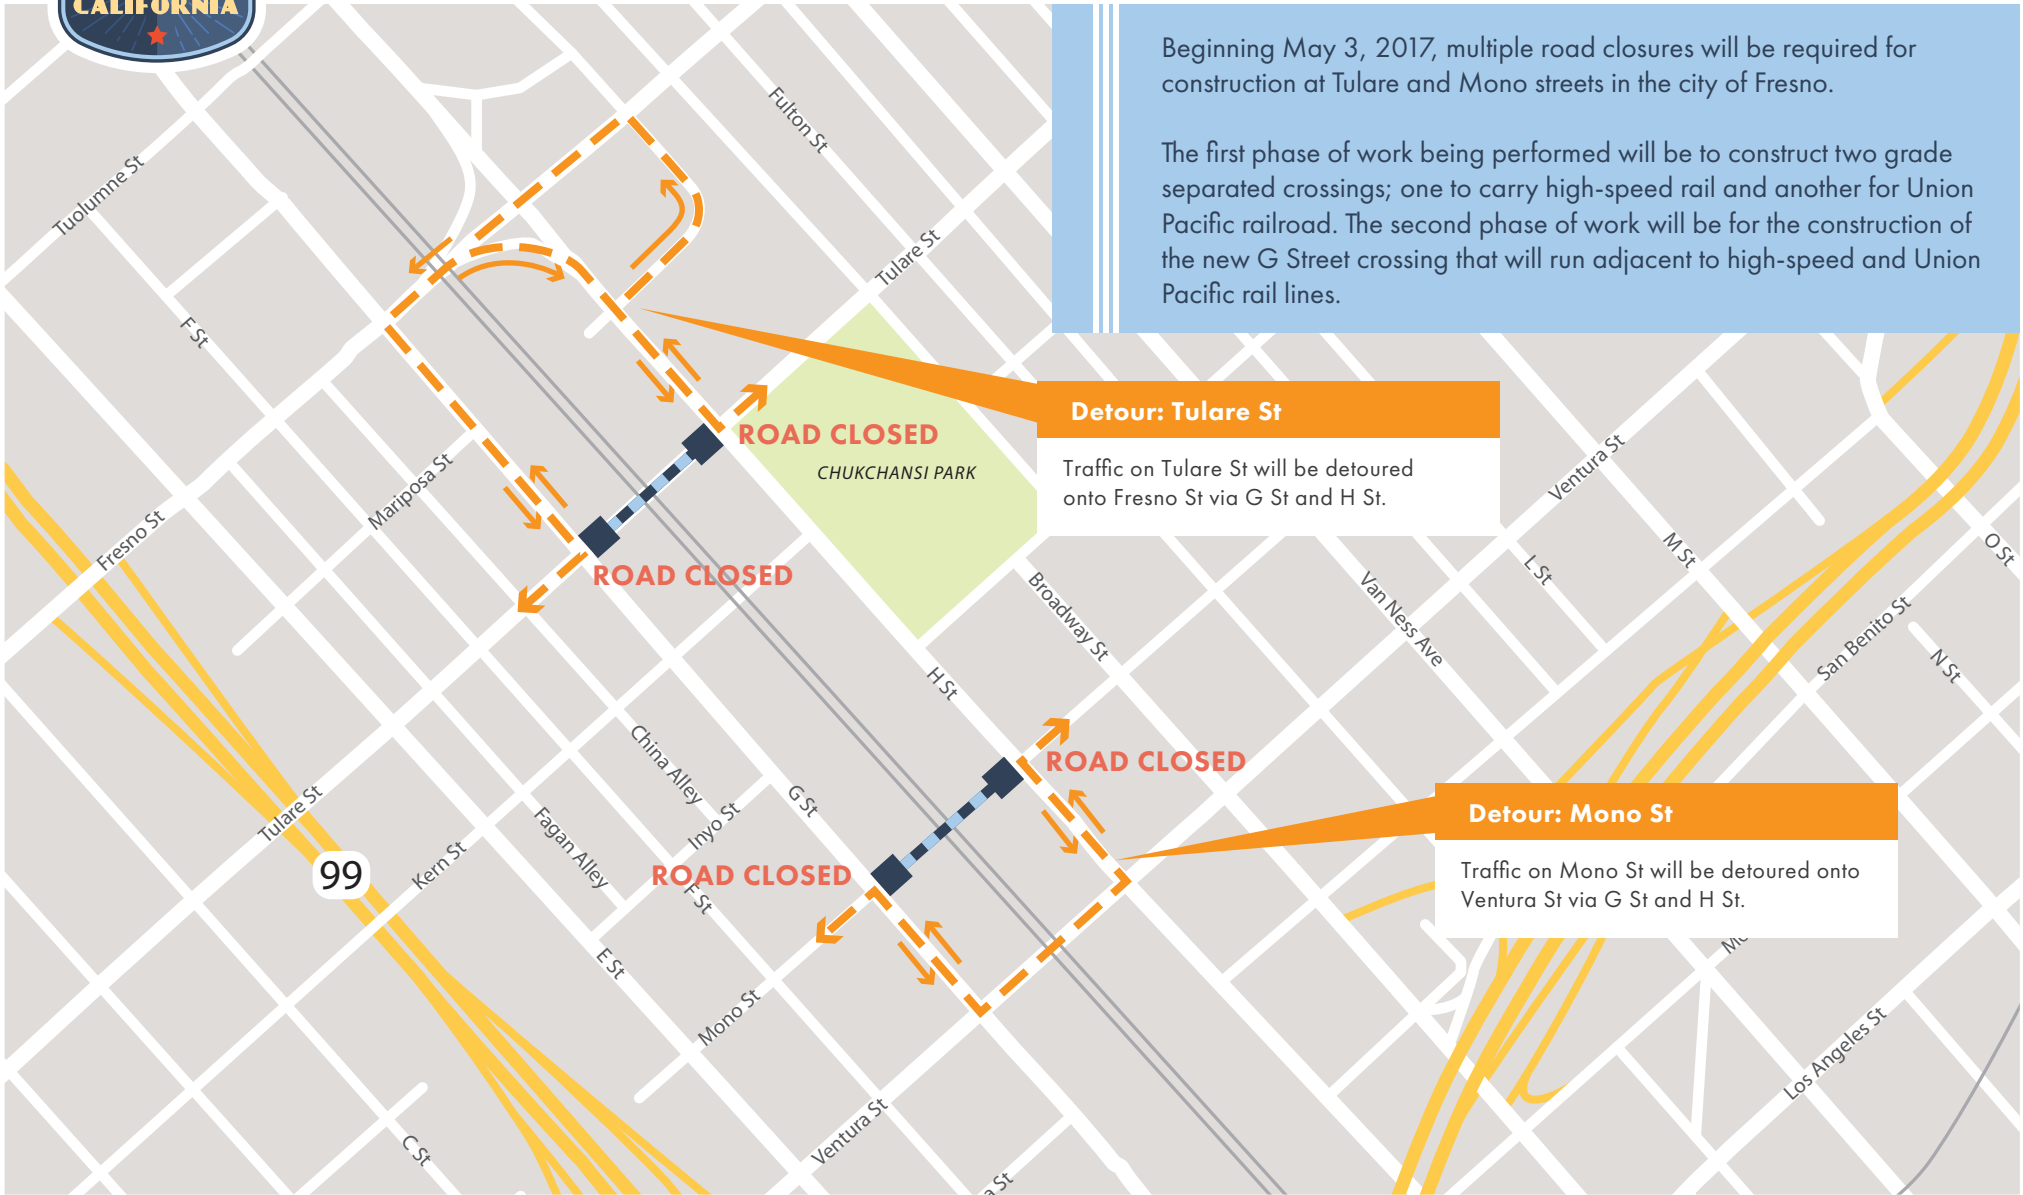 CALIFORNIA
Beginning May 3, 2017, multiple road closures will be required for
construction at Tulare and Mono streets in the city of Fresno.
The first phase of work being performed will be to construct two grade
separated crossings; one to carry high-speed rail and another for Union
Pacific railroad. The second phase of work will be for the construction of
the new G Street crossing that will run adjacent to high-speed and Union
Pacific rail lines.
Fulton St
Tuolumne St
Tulare St
F St
Detour: Tulare St
Traffic on Tulare St will be detoured
onto Fresno St via G St and H St.
ROAD CLOSED
CHUKCHANSI PARK
Mariposa St
Fresno St
ROAD CLOSED
Ventura St
L St
M St
O St
Van Ness Ave
Broadway St
San Benito St
N St
H St
China Alley
ROAD CLOSED
G St
Inyo St
Tulare St
Fagan Alley
Kern St
99
ROAD CLOSED
F St
Detour: Mono St
Traffic on Mono St will be detoured onto
Ventura St via G St and H St.
E St
Mono St
Los Angeles St
Ventura St
C St
St